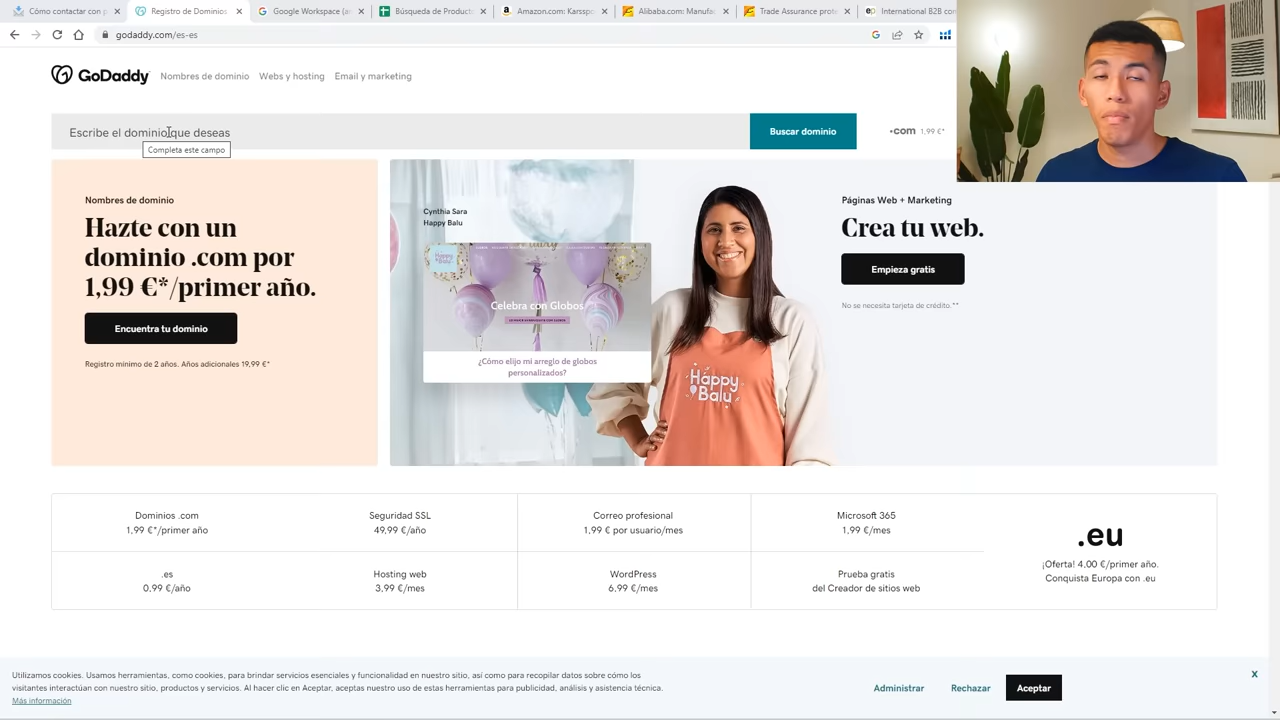 Cómo contactar con p
Registro de Dominios
Google Workspace (an
Búsqueda de Product
Amazon.com: Karsspo
Alibaba.com: Manufac
Trade Assurance prot
International B2B con
godaddy.com/es-es
GoDaddy
Nombres de dominio
Webs y hosting
Email y marketing
Escribe el dominio que deseas
Buscar dominio
.com 1,99 €*
Completa este campo
Nombres de dominio
Hazte con un
dominio .com por
1,99 €*/primer año.
Encuentra tu dominio
Registro mínimo de 2 años. Años adicionales 19,99 €*
Cynthia Sara
Happy Balu
Celebra con Globos
¿Cómo elijo mi arreglo de globos
personalizados?
Happy
Balu
Páginas Web + Marketing
Crea tu web.
Empieza gratis
No se necesita tarjeta de crédito.**
Dominios .com
1,99 €*/primer año
Seguridad SSL
49,99 €/año
Correo profesional
1,99 € por usuario/mes
Microsoft 365
1,99 €/mes
.es
0,99 €/año
Hosting web
3,99 €/mes
WordPress
6,99 €/mes
Prueba gratis
del Creador de sitios web
.eu
¡Oferta! 4,00 €/primer año.
Conquista Europa con .eu
Utilizamos cookies. Usamos herramientas, como cookies, para brindar servicios esenciales y funcionalidad en nuestro sitio, así como para recopilar datos sobre cómo los
visitantes interactúan con nuestro sitio, productos y servicios. Al hacer clic en Aceptar, aceptas nuestro uso de estas herramientas para publicidad, análisis y asistencia técnica.
Más información
Administrar
Rechazar
Aceptar
X